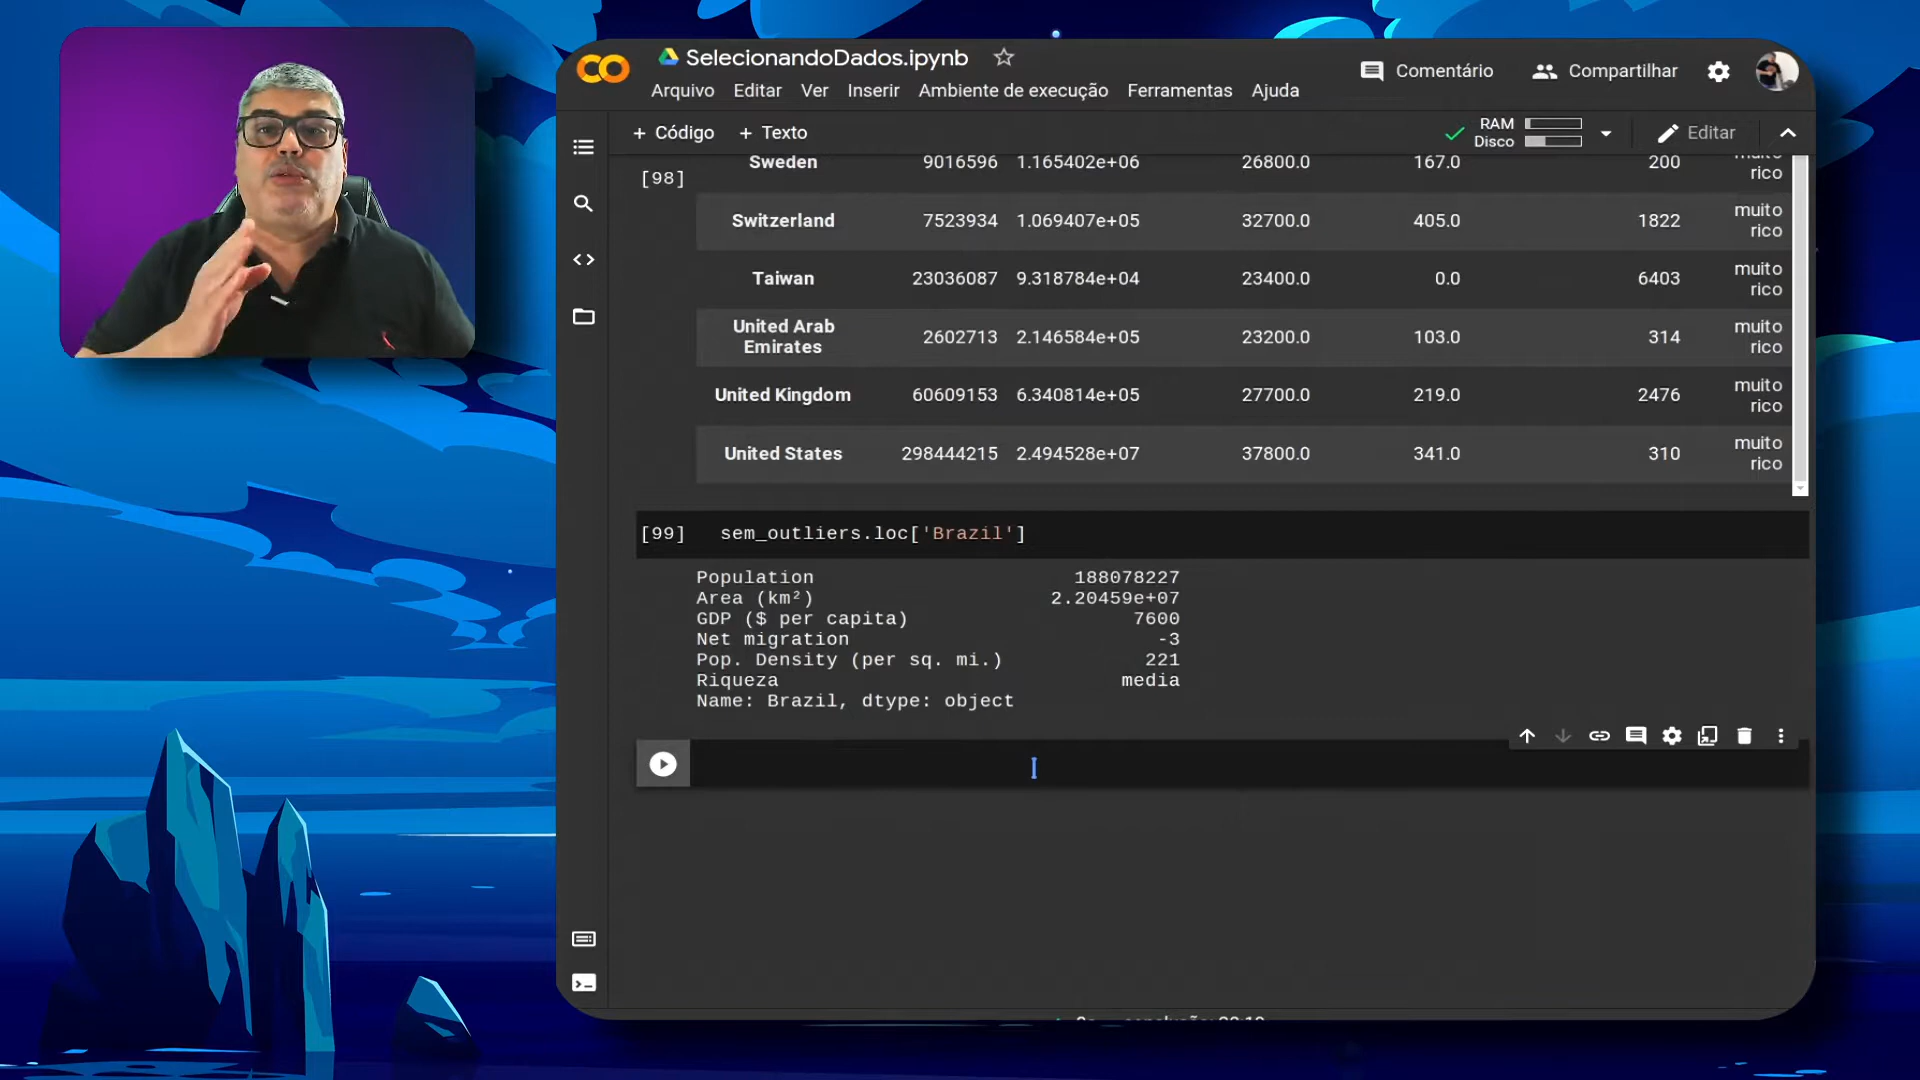 SelecionandoDados.ipynb
Comentário
Compartilhar
Arquivo Editar Ver Inserir Ambiente de execução Ferramentas Ajuda
+ Código + Texto
RAM
Disco
Editar
[98]
Sweden 9016596 1.165402e+06 26800.0 167.0 200 muito rico
Switzerland 7523934 1.069407e+05 32700.0 405.0 1822 muito rico
Taiwan 23036087 9.318784e+04 23400.0 0.0 6403 muito rico
United Arab Emirates 2602713 2.146584e+05 23200.0 103.0 314 muito rico
United Kingdom 60609153 6.340814e+05 27700.0 219.0 2476 muito rico
United States 298444215 2.494528e+07 37800.0 341.0 310 muito rico
[99] sem_outliers.loc['Brazil']
Population 188078227
Area (km²) 2.20459e+07
GDP ($ per capita) 7600
Net migration -3
Pop. Density (per sq. mi.) 221
Riqueza media
Name: Brazil, dtype: object